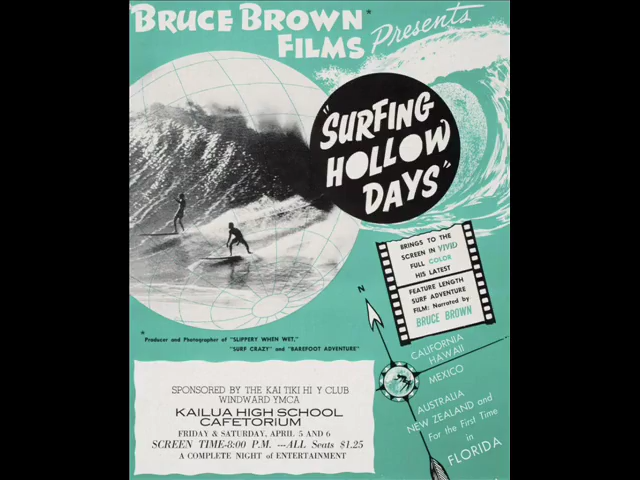 "BRUCE BROWN*
FILMS Presents
"SURFING
HOLLOW
DAYS"
BRINGS TO THE
SCREEN IN VIVID
FULL COLOR
HIS LATEST
FEATURE LENGTH
SURF ADVENTURE
FILM: Narrated by
BRUCE BROWN
N
CALIFORNIA
HAWAII
MEXICO
AUSTRALIA
NEW ZEALAND and
For the First Time
in
FLORIDA
*
Producer and Photographer of "SLIPPERY WHEN WET,"
"SURF CRAZY" and "BAREFOOT ADVENTURE"
SPONSORED BY THE KAI TIKI HI Y CLUB
WINDWARD YMCA
KAILUA HIGH SCHOOL
CAFETORIUM
FRIDAY & SATURDAY, APRIL 5 AND 6
SCREEN TIME-8:00 P.M. ---ALL Seats $1.25
A COMPLETE NIGHT of ENTERTAINMENT